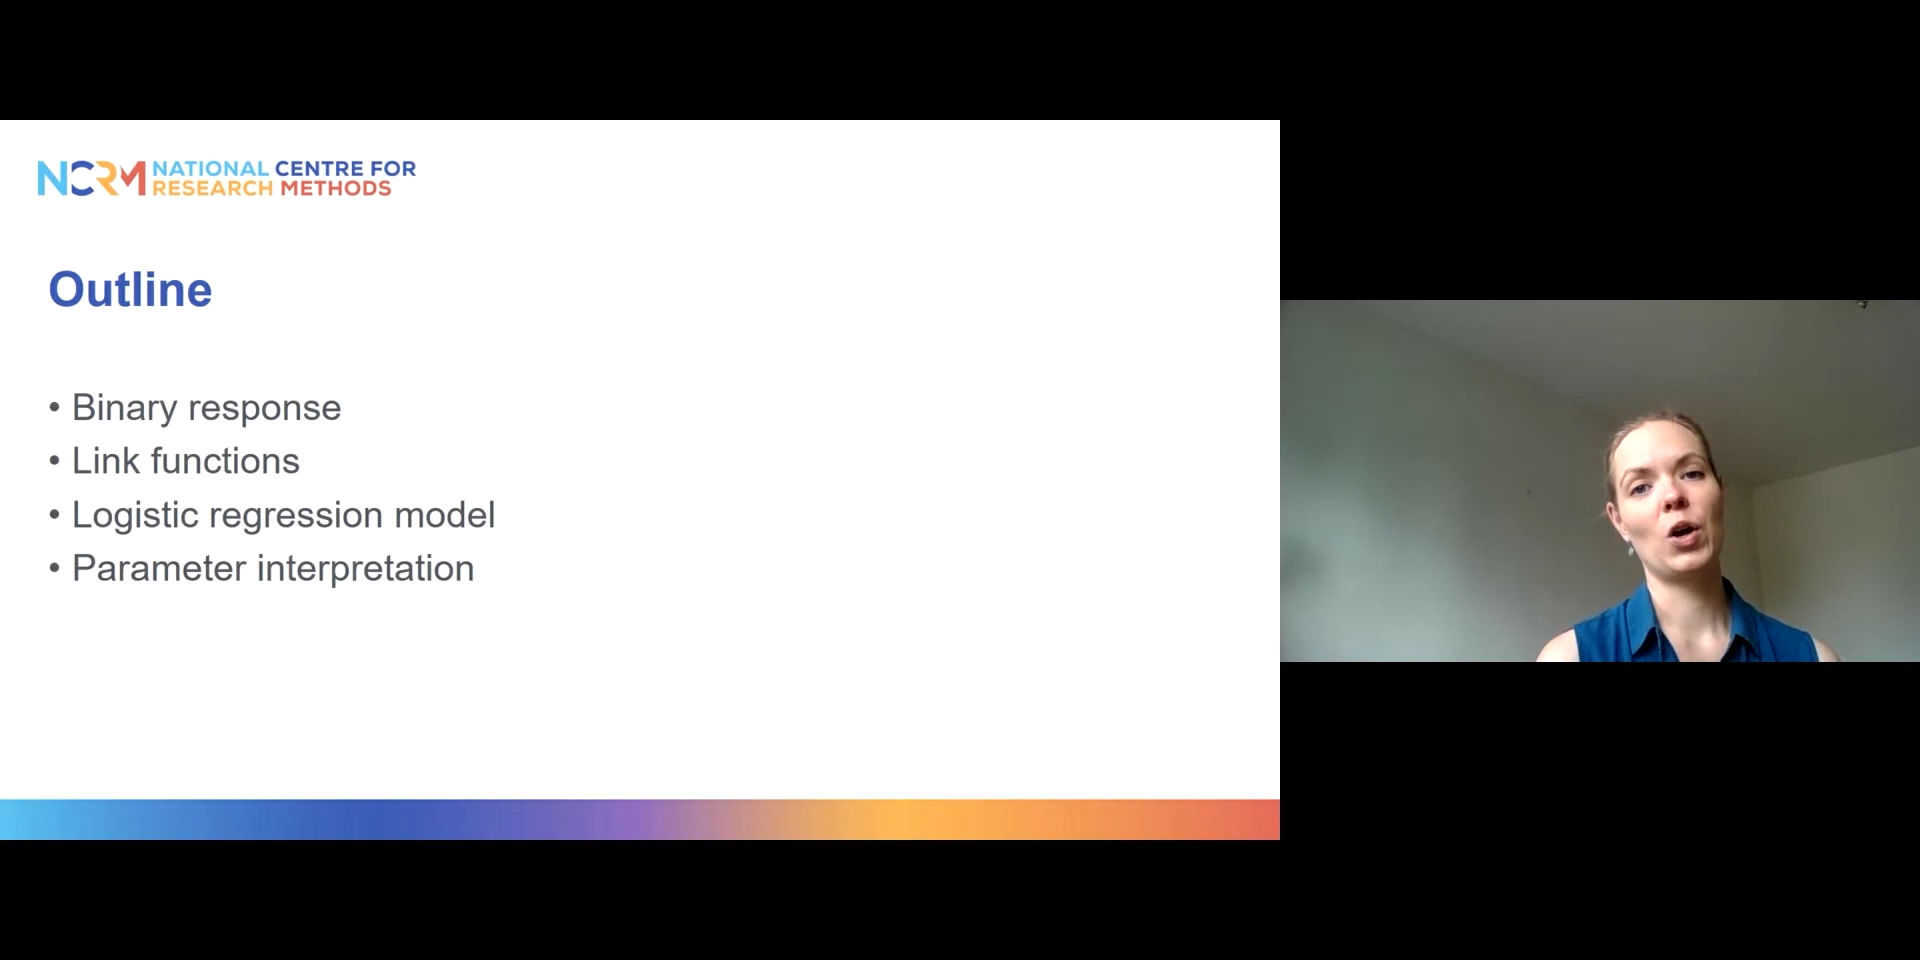 NCRM NATIONAL CENTRE FOR
RESEARCH METHODS
Outline
• Binary response
• Link functions
• Logistic regression model
• Parameter interpretation